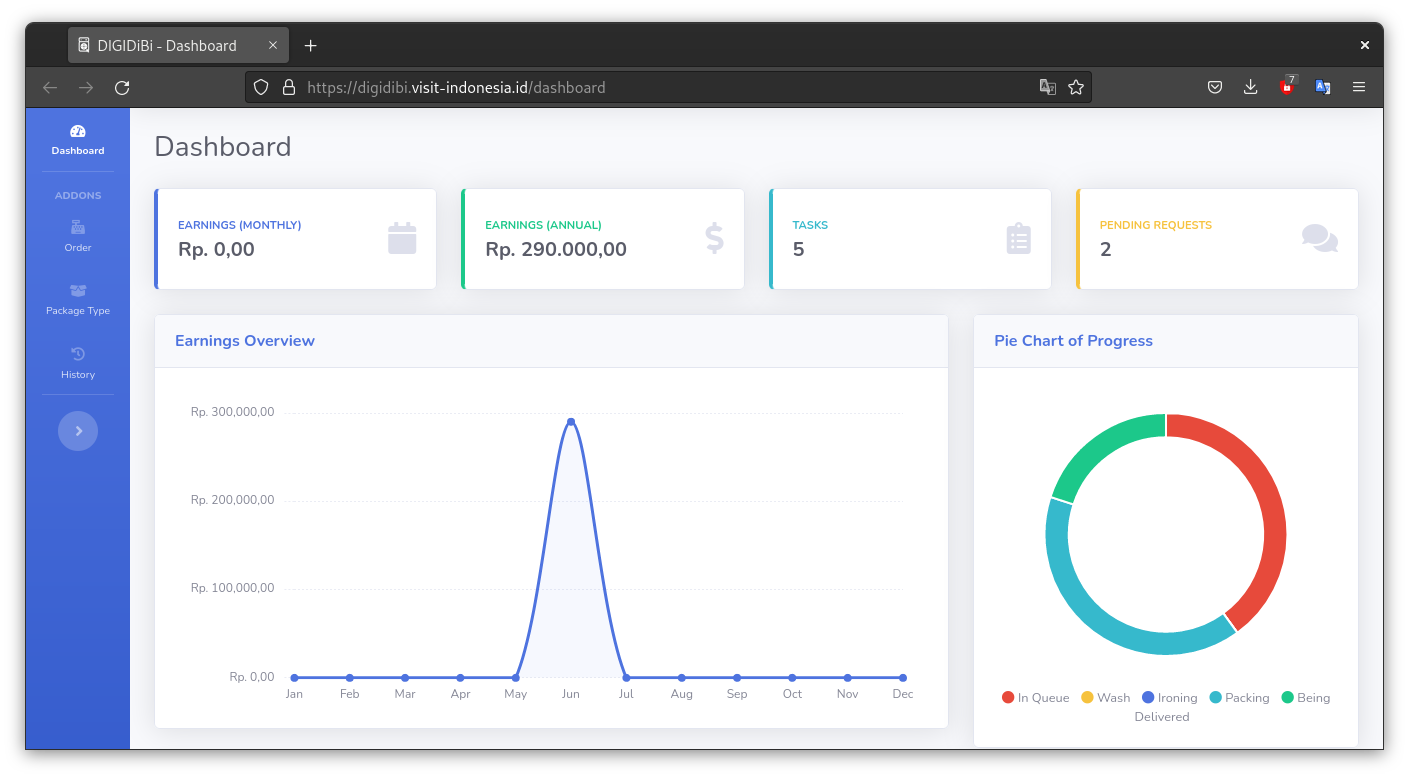 DIGIDiBi - Dashboard
https://digidibi.visit-indonesia.id/dashboard
7
Dashboard
ADDONS
Order
Package Type
History
Dashboard
EARNINGS (MONTHLY)
Rp. 0,00
EARNINGS (ANNUAL)
Rp. 290.000,00
TASKS
5
PENDING REQUESTS
2
Earnings Overview
Rp. 300,000,00
Rp. 200,000,00
Rp. 100,000,00
Rp. 0,00
Jan Feb Mar Apr May Jun Jul Aug Sep Oct Nov Dec
Pie Chart of Progress
In Queue Wash Ironing Packing Being
Delivered